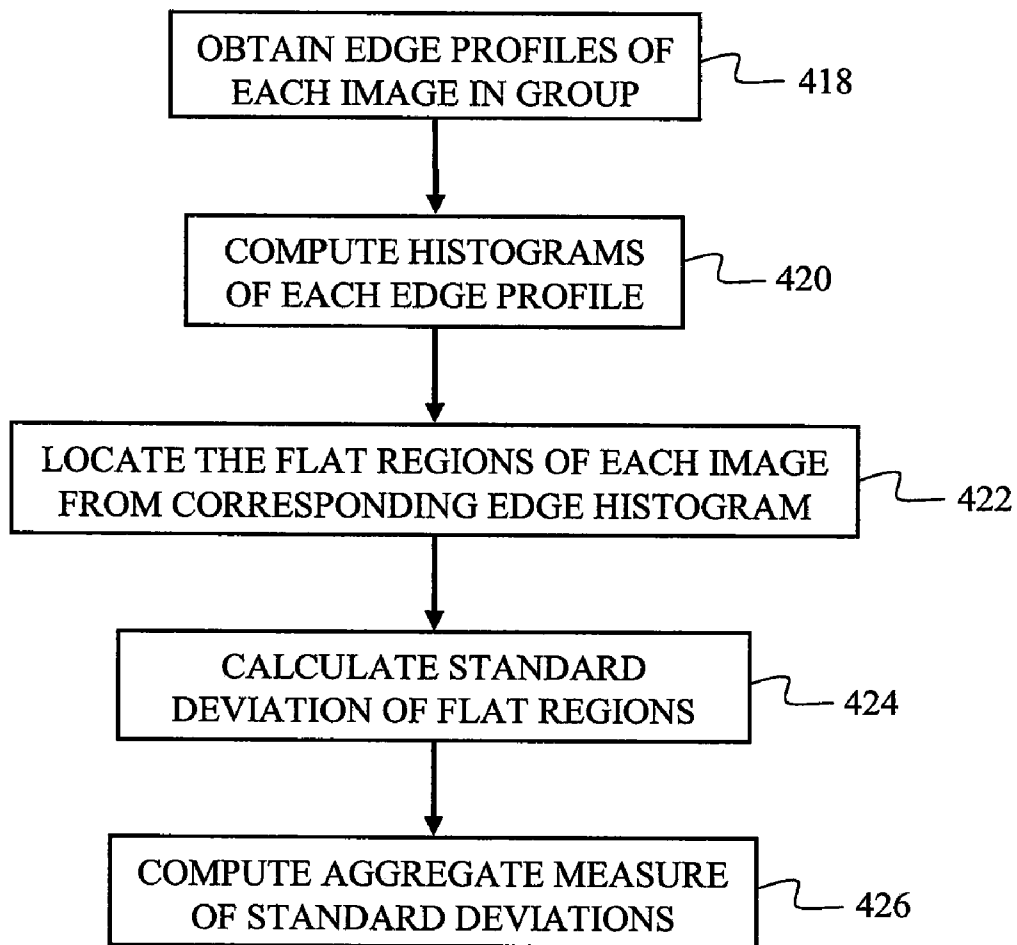 OBTAIN EDGE PROFILES OF
EACH IMAGE IN GROUP
418
COMPUTE HISTOGRAMS
OF EACH EDGE PROFILE
420
LOCATE THE FLAT REGIONS OF EACH IMAGE
FROM CORRESPONDING EDGE HISTOGRAM
422
CALCULATE STANDARD
DEVIATION OF FLAT REGIONS
424
COMPUTE AGGREGATE MEASURE
OF STANDARD DEVIATIONS
426